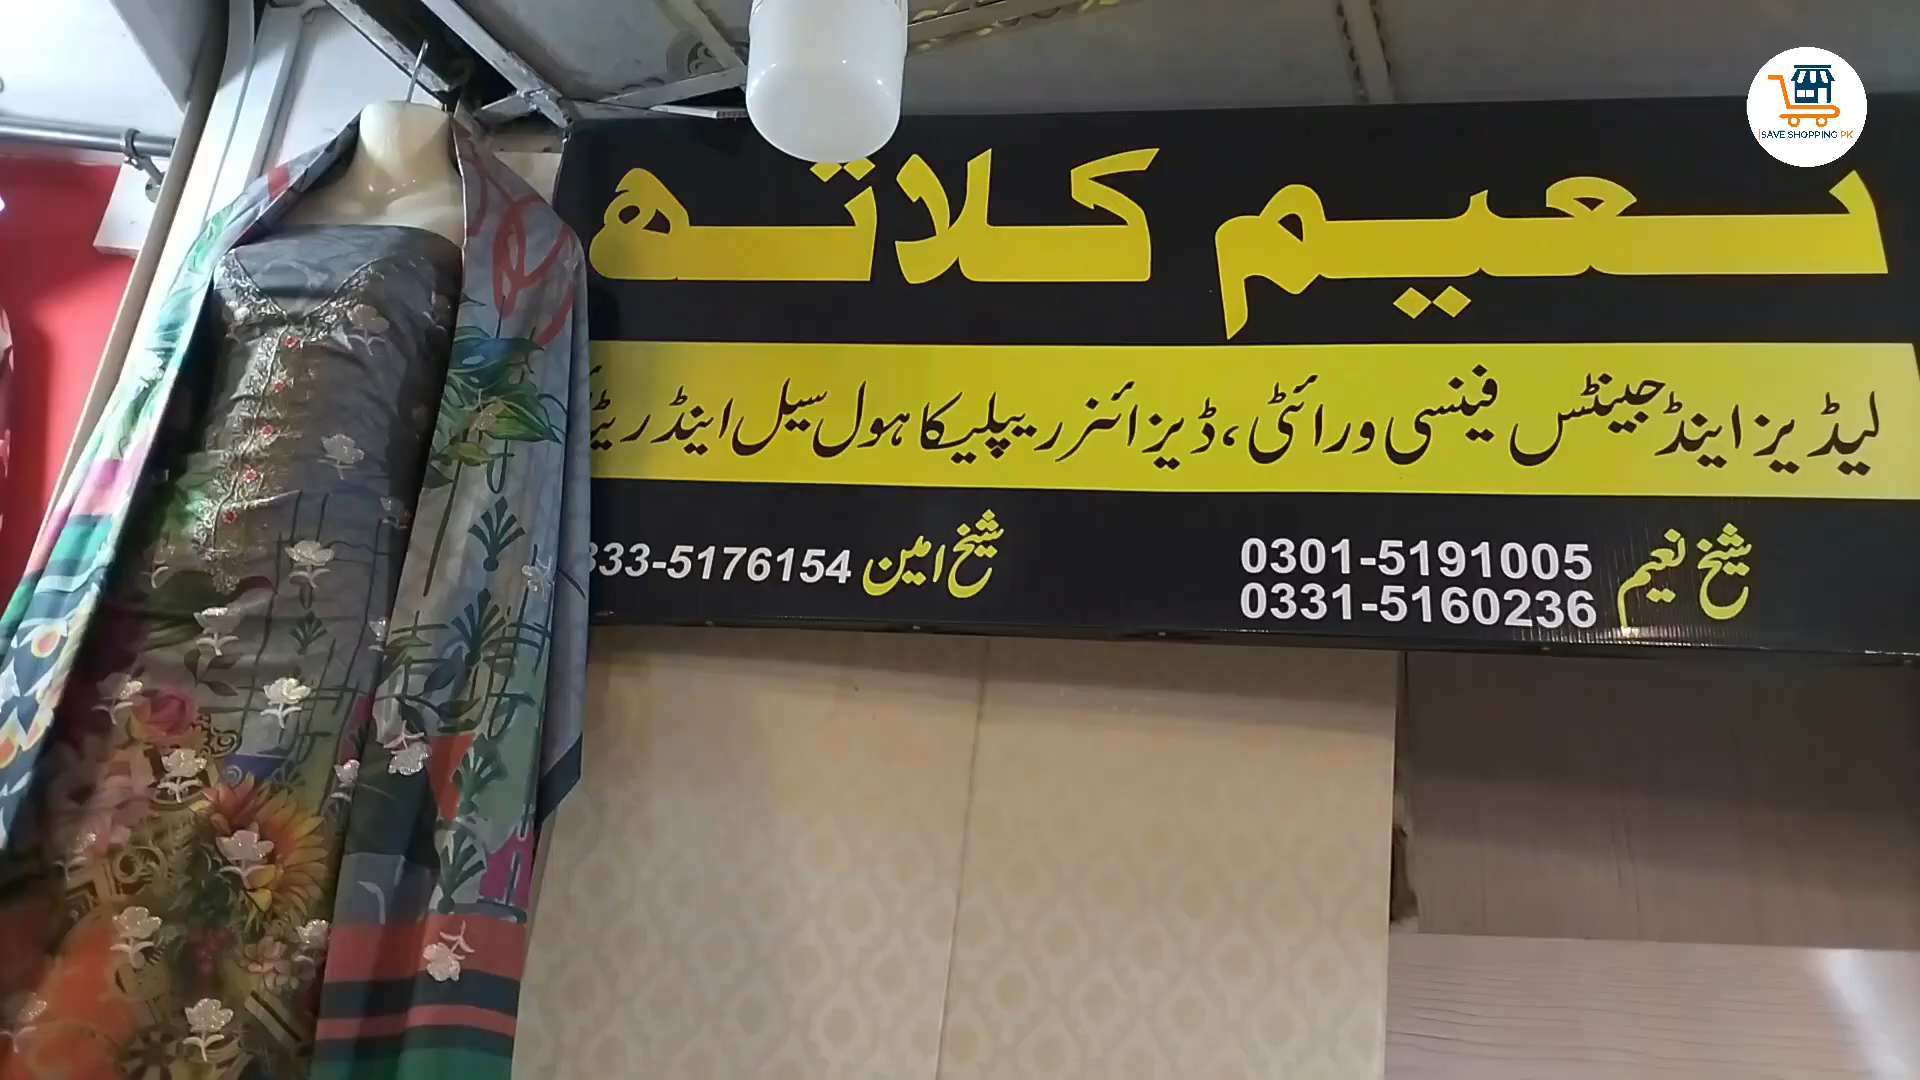 SAVE SHOPPING PK
نعیم کلاتھ
لیڈیز اینڈ جینٹس فینسی ورائٹی، ڈیزائنر ریپلیکا ہول سیل اینڈ
شیخ نعیم 0301-5191005
0331-5160236
شیخ امین 333-5176154